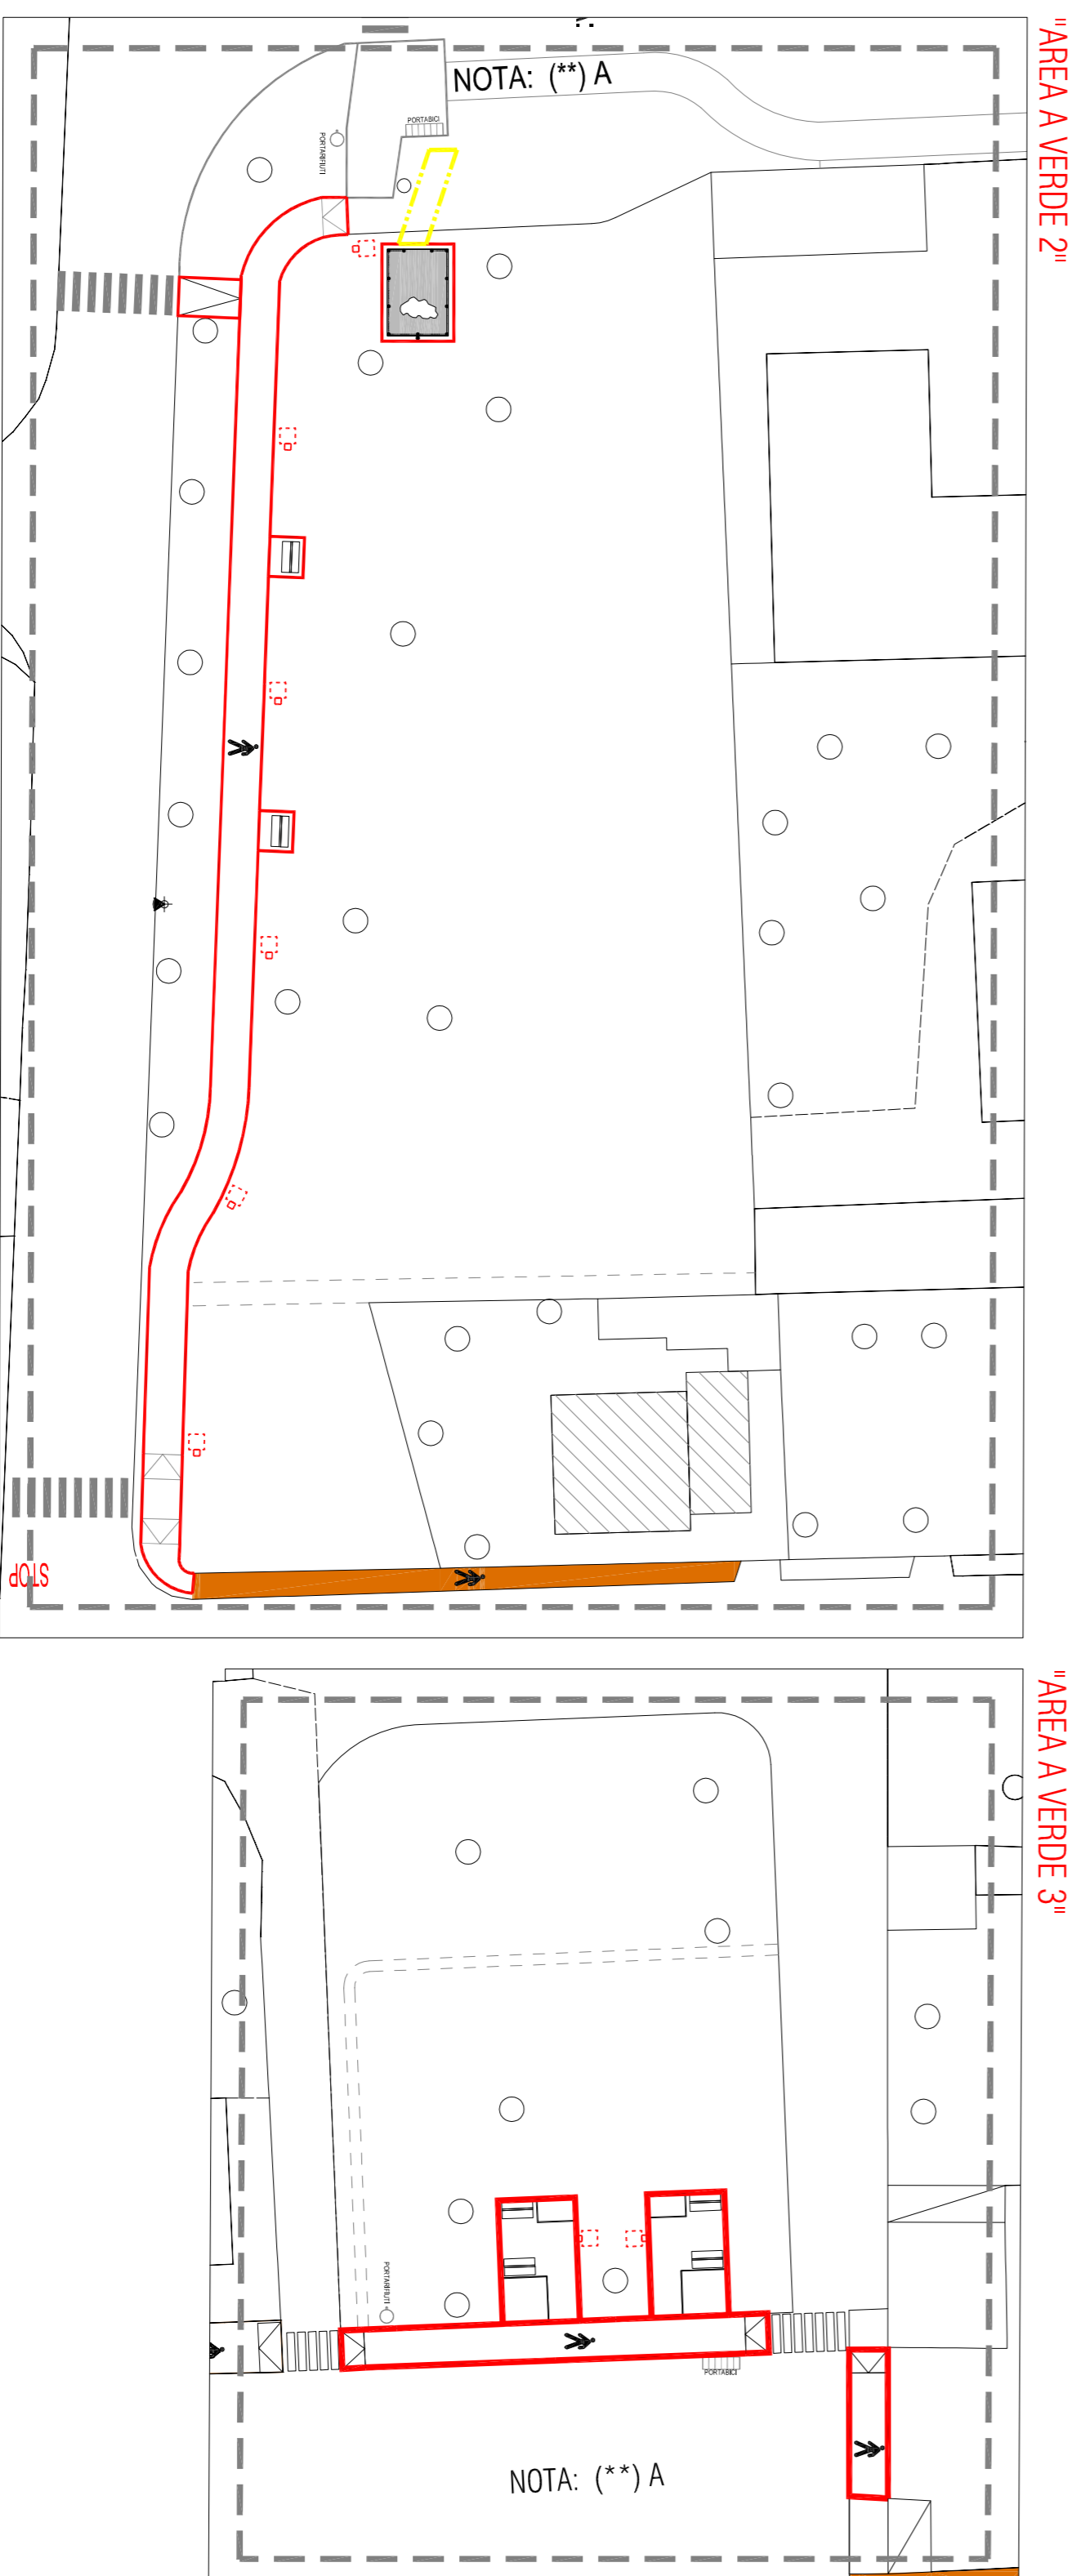 "AREA A VERDE 2"
NOTA: (**) A
PORTABICI
PORTARIFIUTI
STOP
"AREA A VERDE 3"
PORTARIFIUTI
PORTABICI
NOTA: (**) A